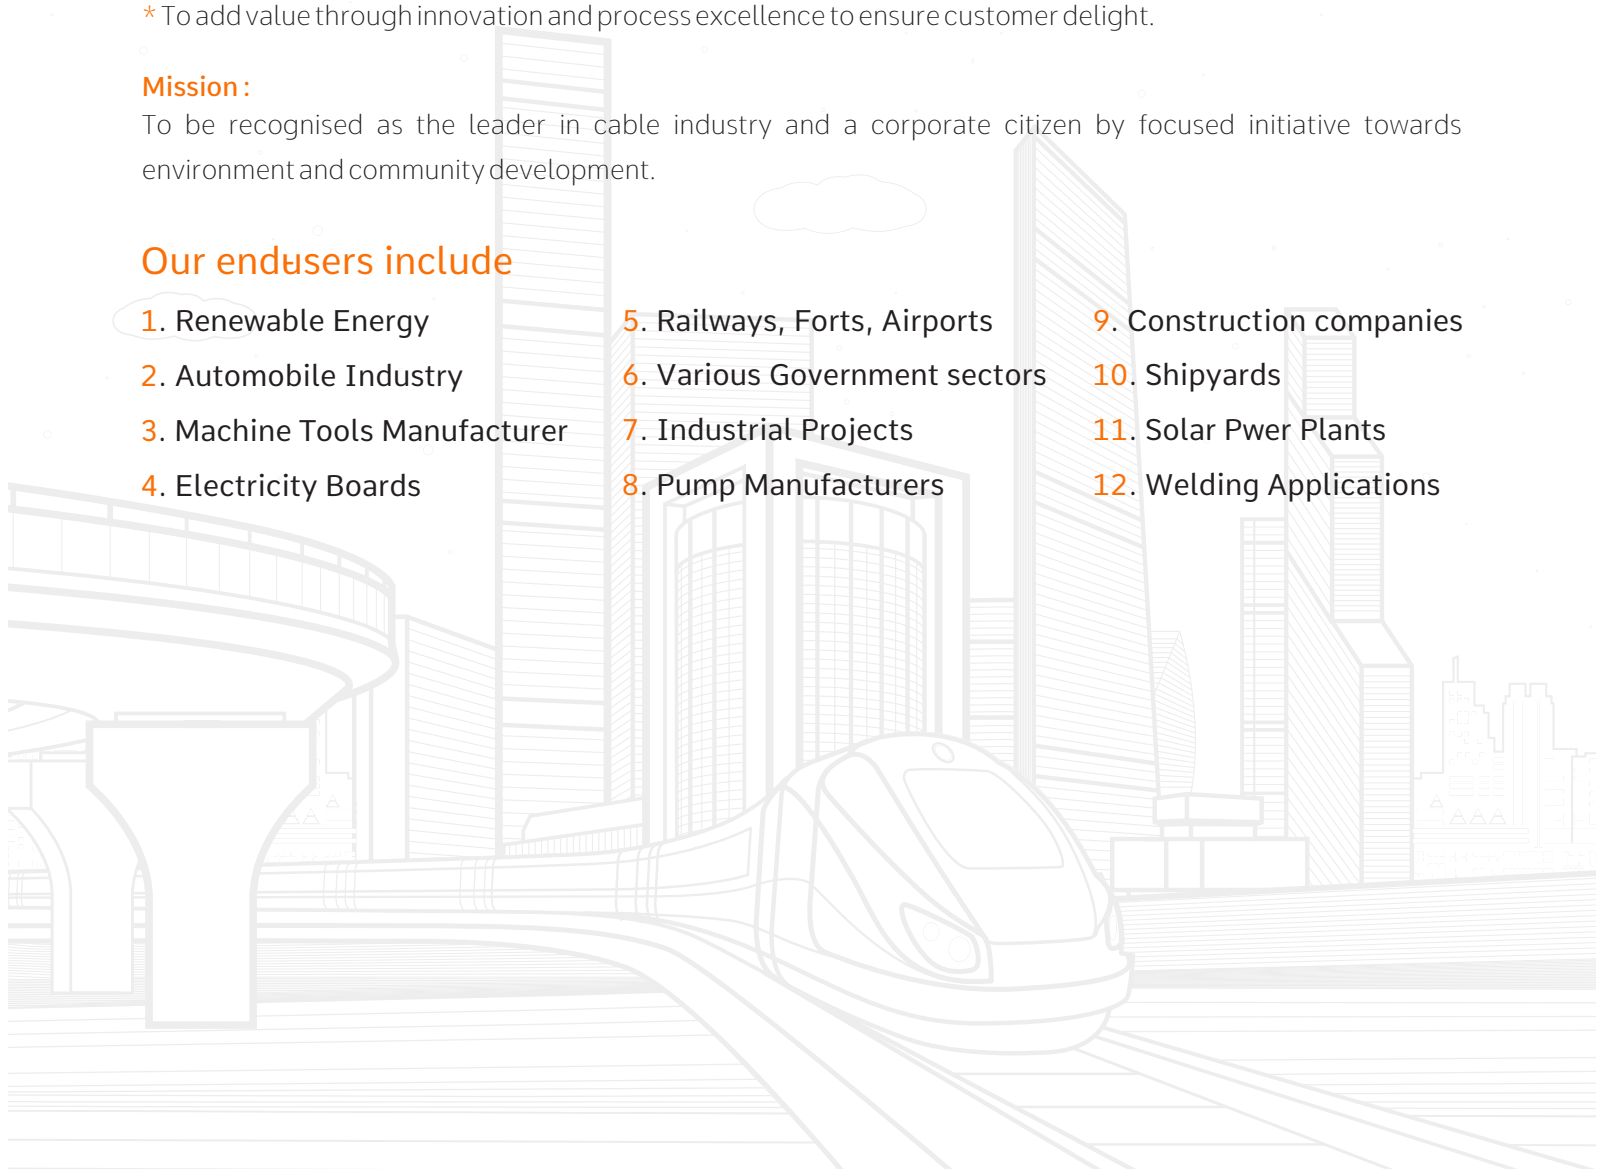 * To add value through innovation and process excellence to ensure customer delight.
Mission :
To be recognised as the leader in cable industry and a corporate citizen by focused initiative towards
environment and community development.
Our endusers include
1. Renewable Energy
2. Automobile Industry
3. Machine Tools Manufacturer
4. Electricity Boards
5. Railways, Forts, Airports
6. Various Government sectors
7. Industrial Projects
8. Pump Manufacturers
9. Construction companies
10. Shipyards
11. Solar Pwer Plants
12. Welding Applications